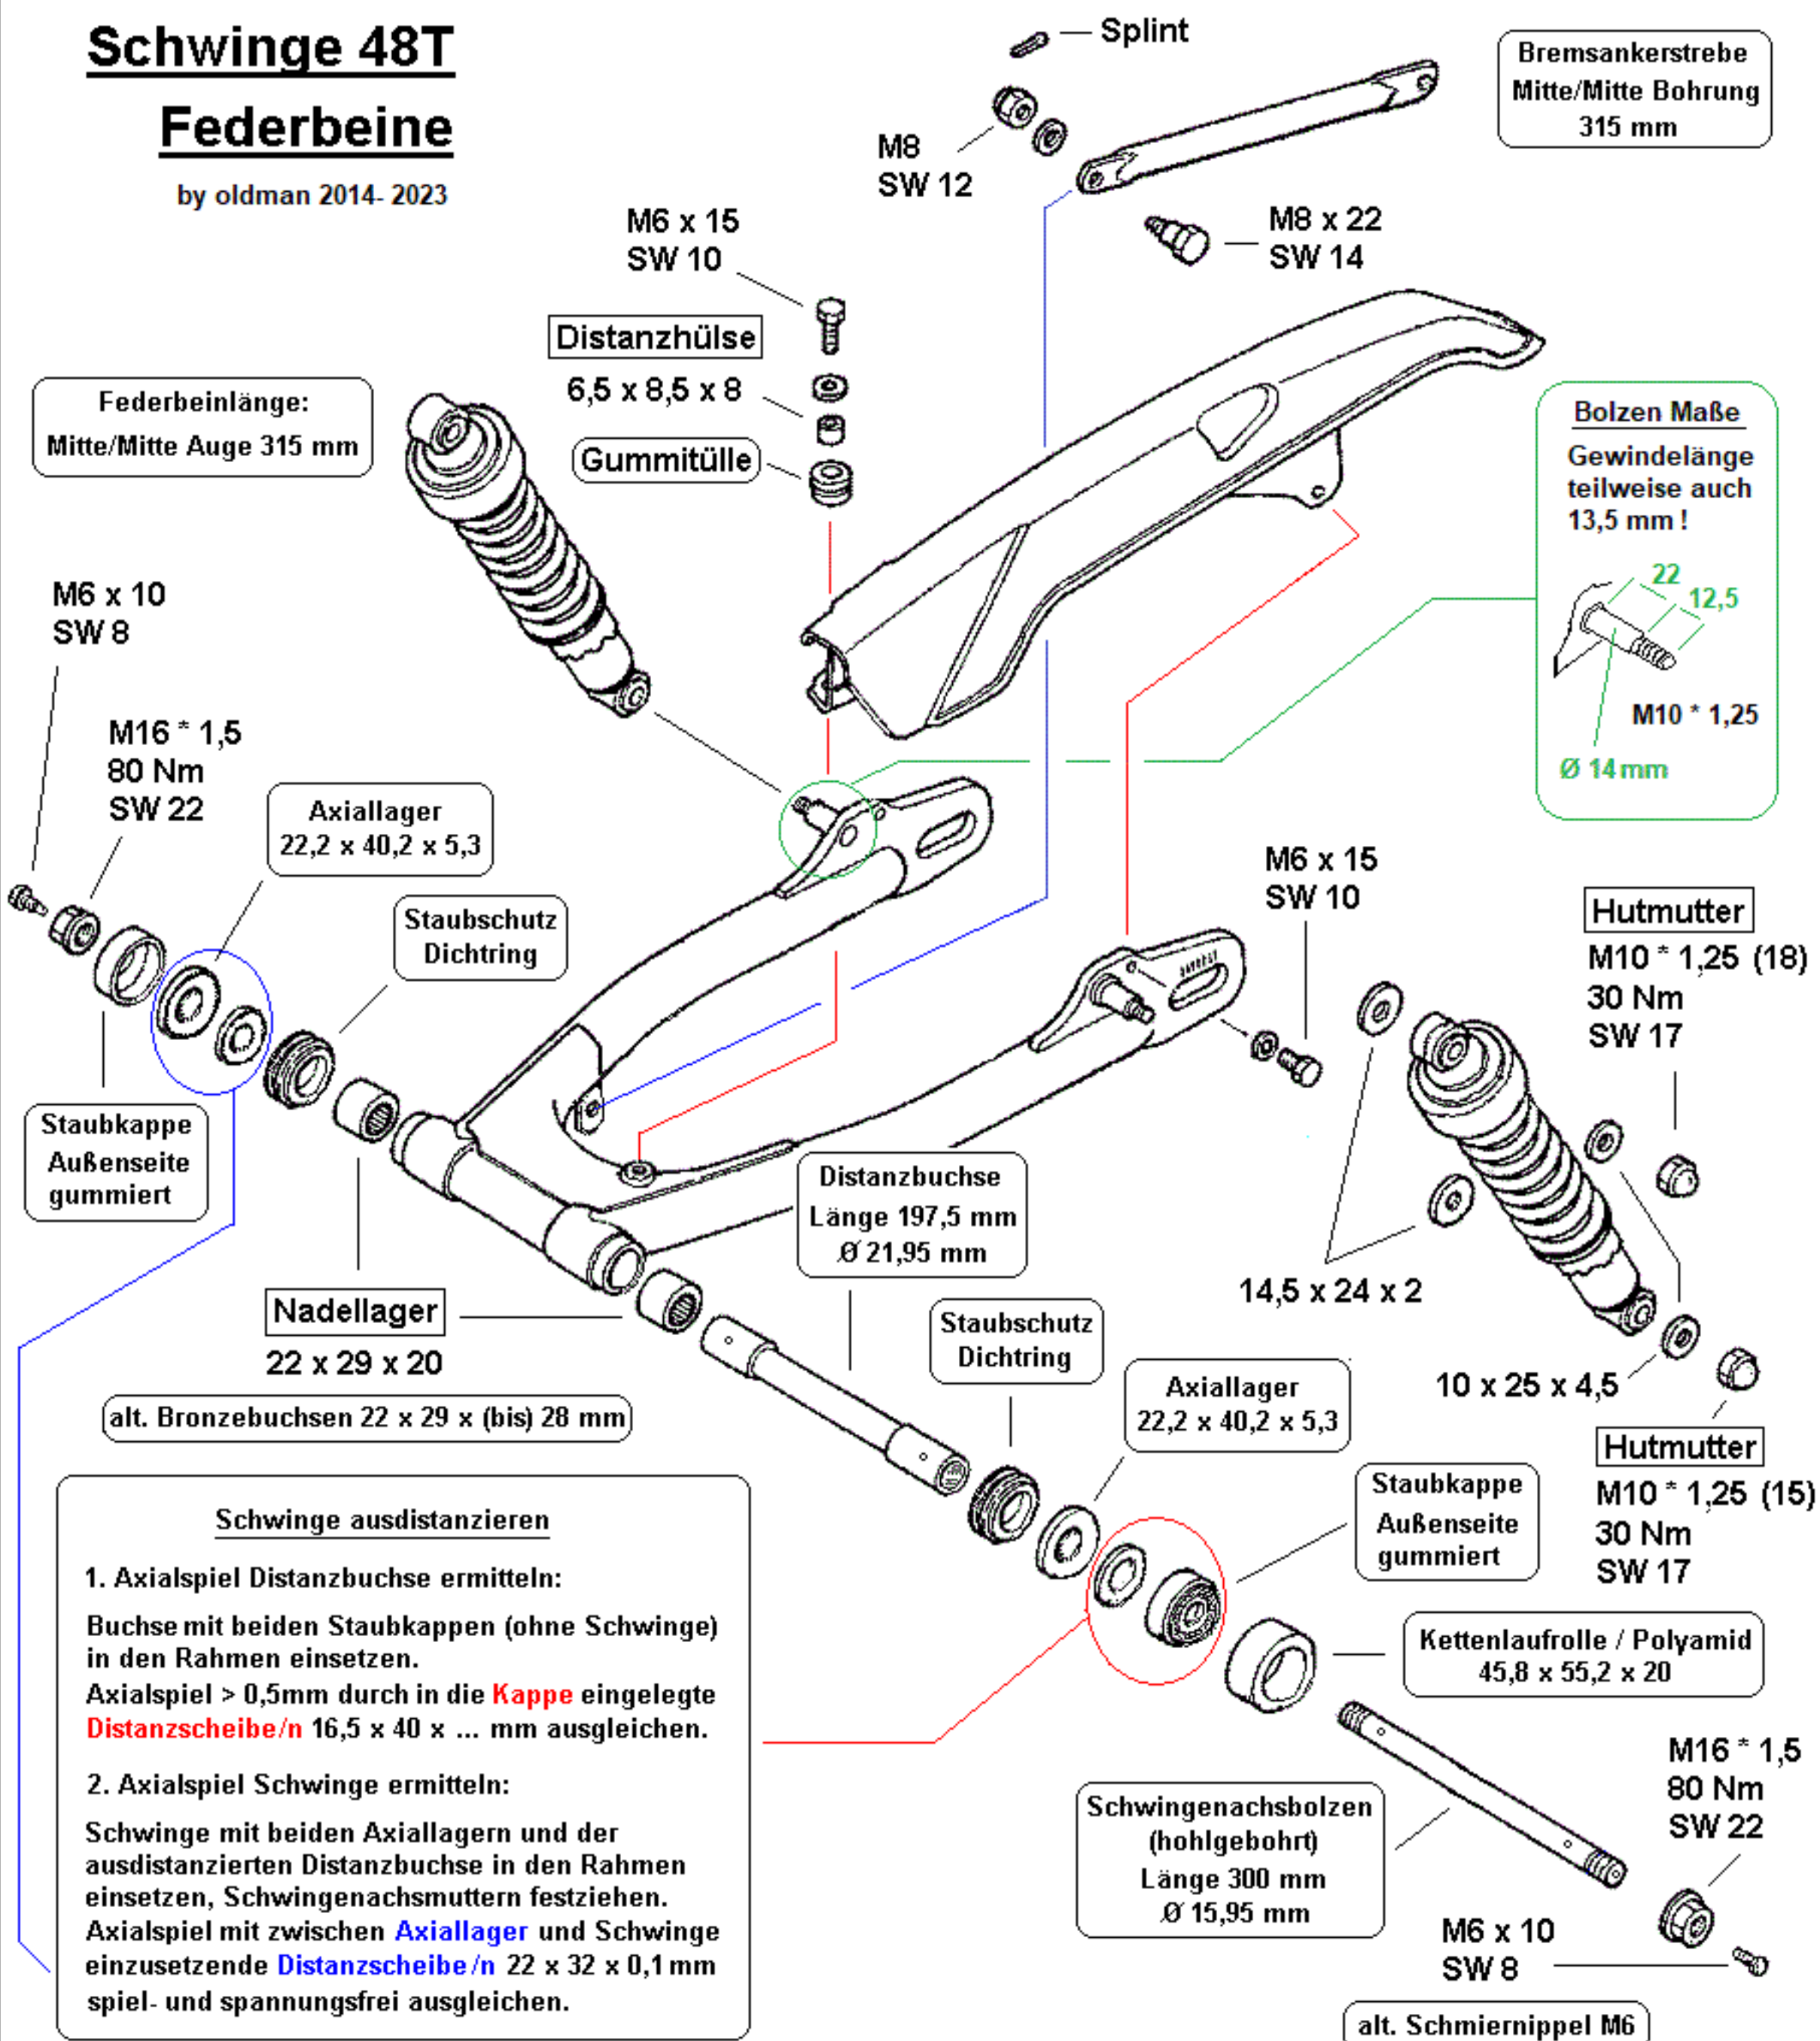 Schwinge 48T
Federbeine
by oldman 2014- 2023
Splint
M8
SW 12
Bremsankerstrebe
Mitte/Mitte Bohrung
315 mm
M8 x 22
SW 14
M6 x 15
SW 10
Distanzhülse
6,5 x 8,5 x 8
Gummitülle
Federbeinlänge:
Mitte/Mitte Auge 315 mm
Bolzen Maße
Gewindelänge
teilweise auch
13,5 mm !
22
12,5
M10 * 1,25
Ø 14 mm
M6 x 10
SW 8
M16 * 1,5
80 Nm
SW 22
Axiallager
22,2 x 40,2 x 5,3
Staubschutz
Dichtring
M6 x 15
SW 10
Hutmutter
M10 * 1,25 (18)
30 Nm
SW 17
Staubkappe
Außenseite
gummiert
Distanzbuchse
Länge 197,5 mm
Ø 21,95 mm
14,5 x 24 x 2
Nadellager
22 x 29 x 20
alt. Bronzebuchsen 22 x 29 x (bis) 28 mm
Staubschutz
Dichtring
Axiallager
22,2 x 40,2 x 5,3
10 x 25 x 4,5
Hutmutter
M10 * 1,25 (15)
30 Nm
SW 17
Staubkappe
Außenseite
gummiert
Kettenlaufrolle / Polyamid
45,8 x 55,2 x 20
Schwinge ausdistanzieren
1. Axialspiel Distanzbuchse ermitteln:
Buchse mit beiden Staubkappen (ohne Schwinge)
in den Rahmen einsetzen.
Axialspiel > 0,5mm durch in die Kappe eingelegte
Distanzscheibe/n 16,5 x 40 x ... mm ausgleichen.
2. Axialspiel Schwinge ermitteln:
Schwinge mit beiden Axiallagern und der
ausdistanzierten Distanzbuchse in den Rahmen
einsetzen, Schwingenachsmuttern festziehen.
Axialspiel mit zwischen Axiallager und Schwinge
einzusetzende Distanzscheibe/n 22 x 32 x 0,1 mm
spiel- und spannungsfrei ausgleichen.
Schwingenachsbolzen
(hohlgebohrt)
Länge 300 mm
Ø 15,95 mm
M16 * 1,5
80 Nm
SW 22
M6 x 10
SW 8
alt. Schmiernippel M6